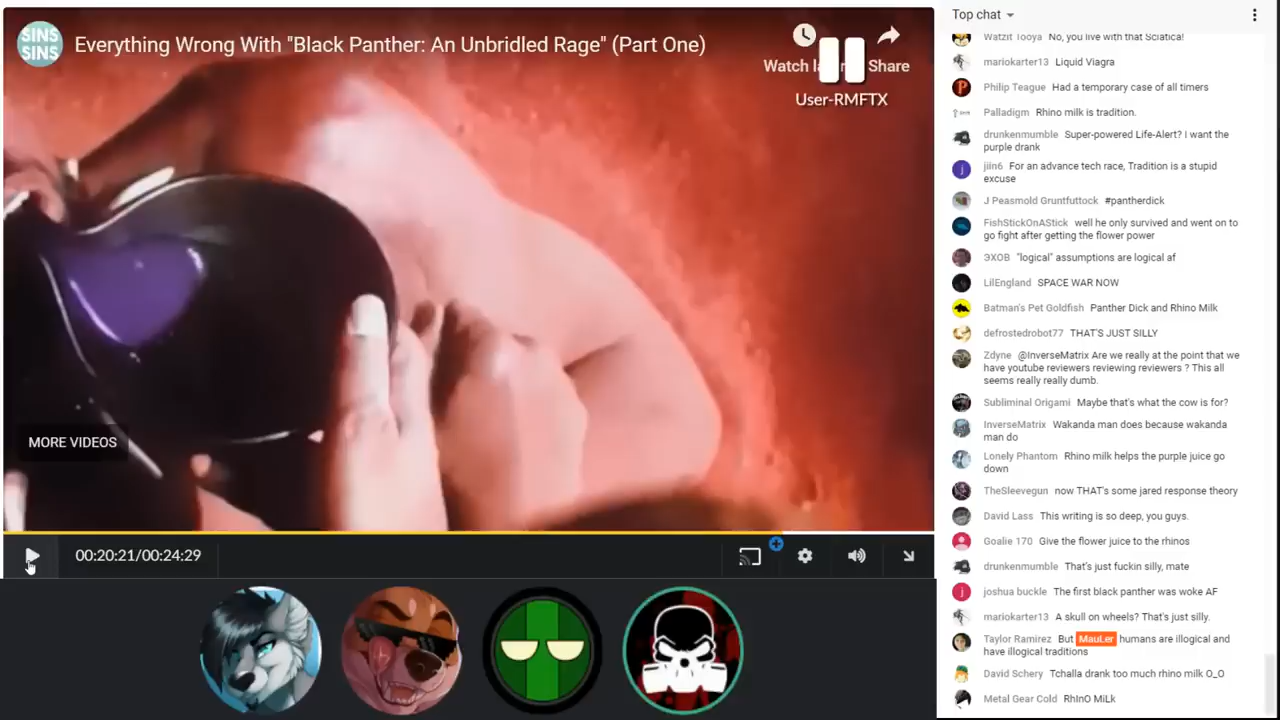 SINS
SINS
Everything Wrong With "Black Panther: An Unbridled Rage" (Part One)
Share
User-RMFTX
MORE VIDEOS
00:20:21/00:24:29
Top chat
Watzit Tooya No, you live with that Sciatica!
mariokarter13 Liquid Viagra
Philip Teague Had a temporary case of all timers
Palladigm Rhino milk is tradition.
drunkenmumble Super-powered Life-Alert? I want the
purple drank
jiin6 For an advance tech race, Tradition is a stupid
excuse
J Peasmold Gruntfuttock #pantherdick
FishStickOnAStick well he only survived and went on to
go fight after getting the flower power
ЭХОВ "logical" assumptions are logical af
LilEngland SPACE WAR NOW
Batman's Pet Goldfish Panther Dick and Rhino Milk
defrostedrobot77 THAT'S JUST SILLY
Zdyne @InverseMatrix Are we really at the point that we
have youtube reviewers reviewing reviewers ? This all
seems really really dumb.
Subliminal Origami Maybe that's what the cow is for?
InverseMatrix Wakanda man does because wakanda
man do
Lonely Phantom Rhino milk helps the purple juice go
down
TheSleevegun now THAT's some jared response theory
David Lass This writing is so deep, you guys.
Goalie 170 Give the flower juice to the rhinos
drunkenmumble That's just fuckin silly, mate
joshua buckle The first black panther was woke AF
mariokarter13 A skull on wheels? That's just silly.
Taylor Ramirez But MauLer humans are illogical and
have illogical traditions
David Schery Tchalla drank too much rhino milk O_O
Metal Gear Cold RhInO MiLk